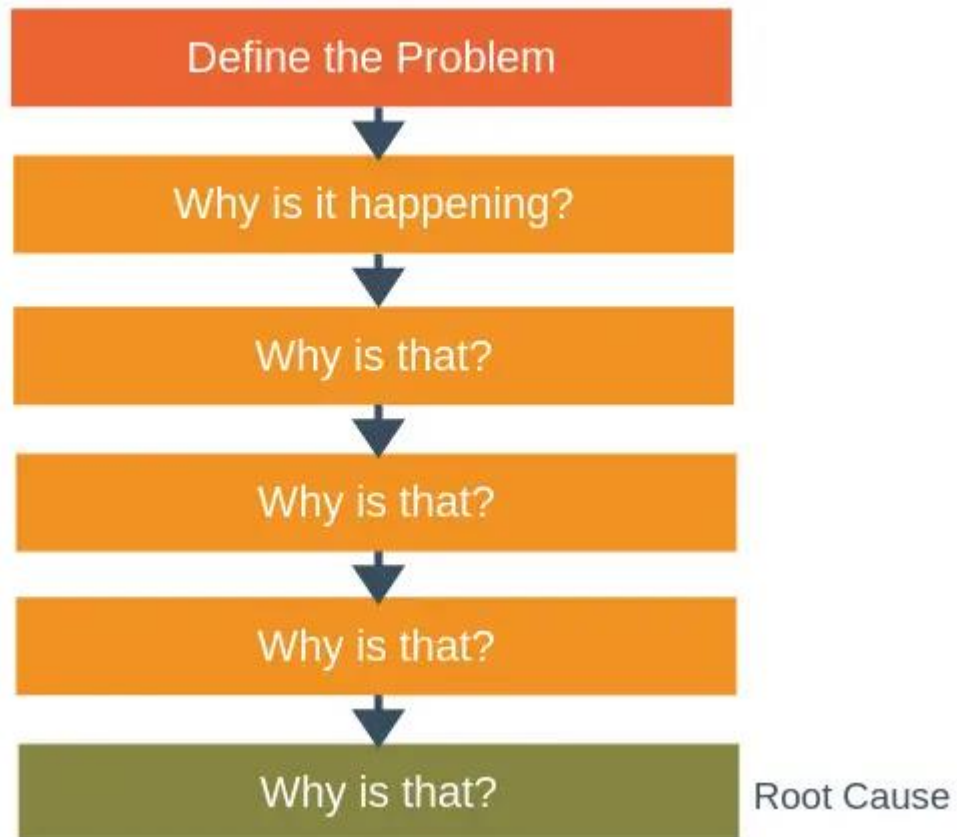 Define the Problem
Why is it happening?
Why is that?
Why is that?
Why is that?
Why is that?
Root Cause